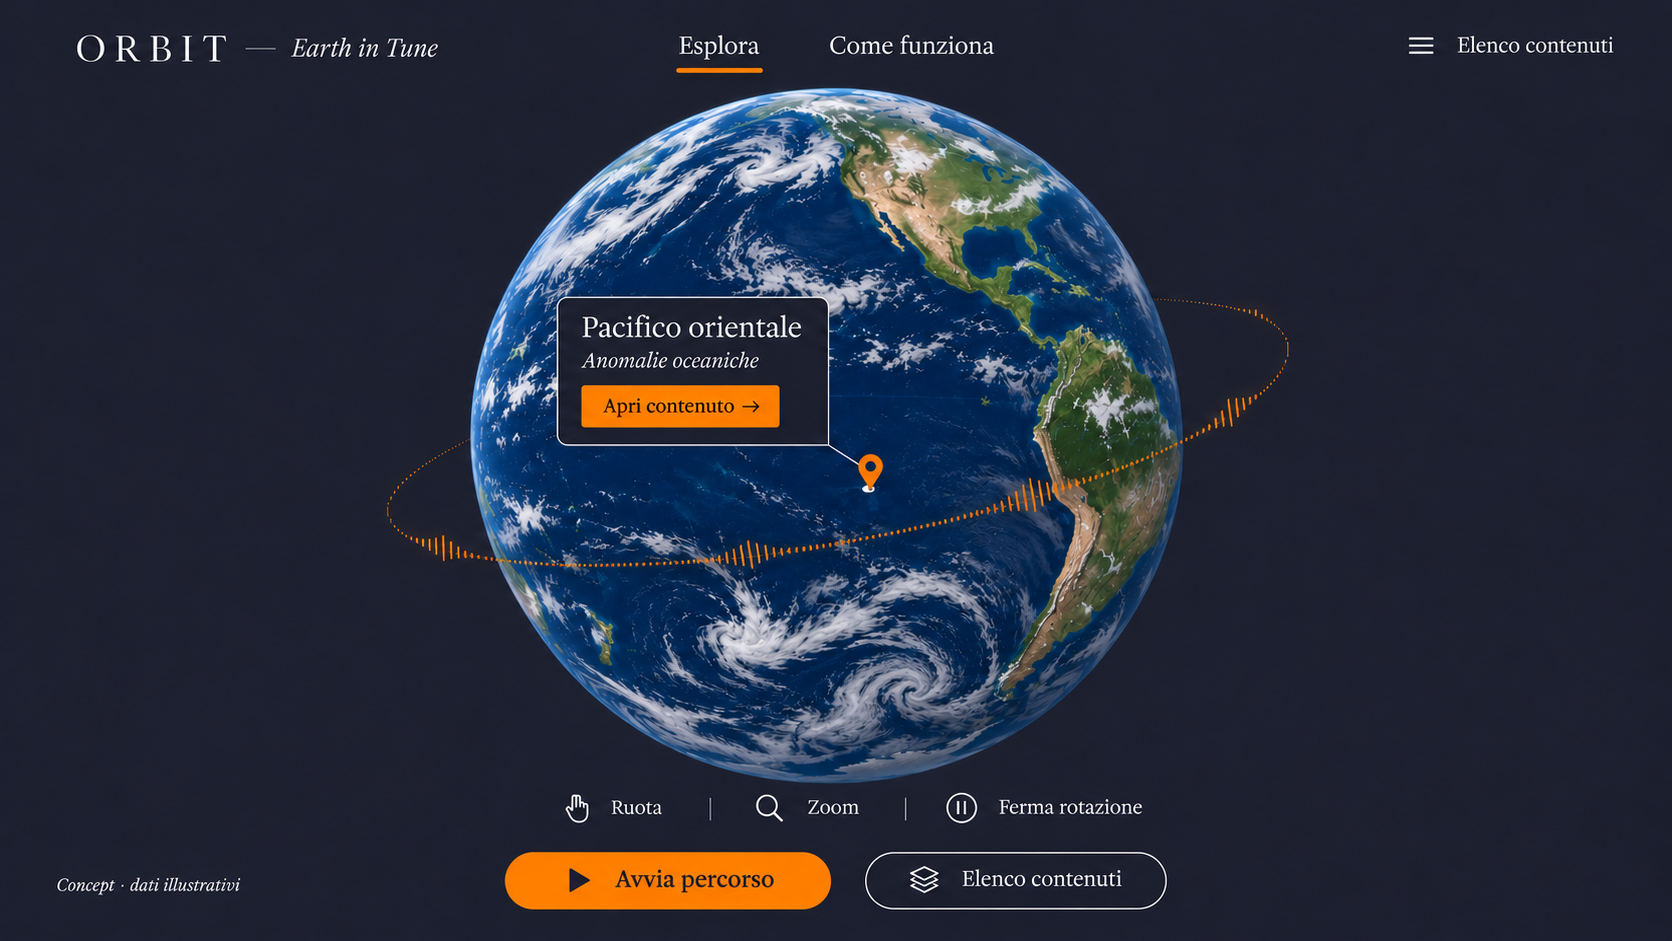 ORBIT — Earth in Tune
Esplora
Come funziona
Elenco contenuti
Pacifico orientale
Anomalie oceaniche
Apri contenuto →
Ruota
Zoom
Ferma rotazione
Avvia percorso
Elenco contenuti
Concept · dati illustrativi